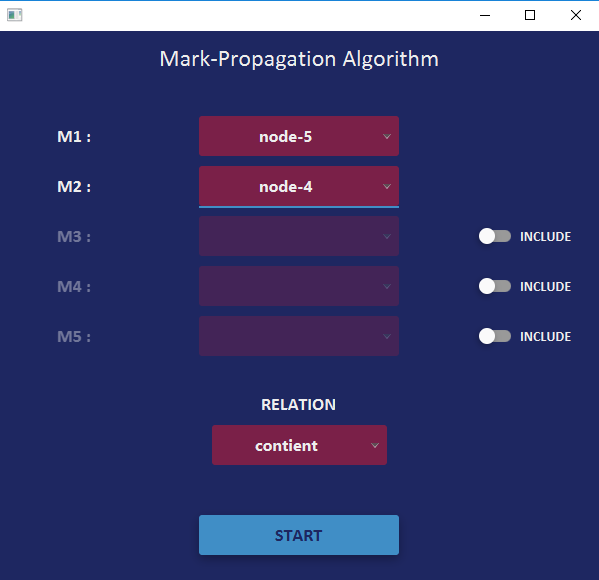 Mark-Propagation Algorithm
M1 : node-5
M2 : node-4
M3 : INCLUDE
M4 : INCLUDE
M5 : INCLUDE
RELATION
contient
START